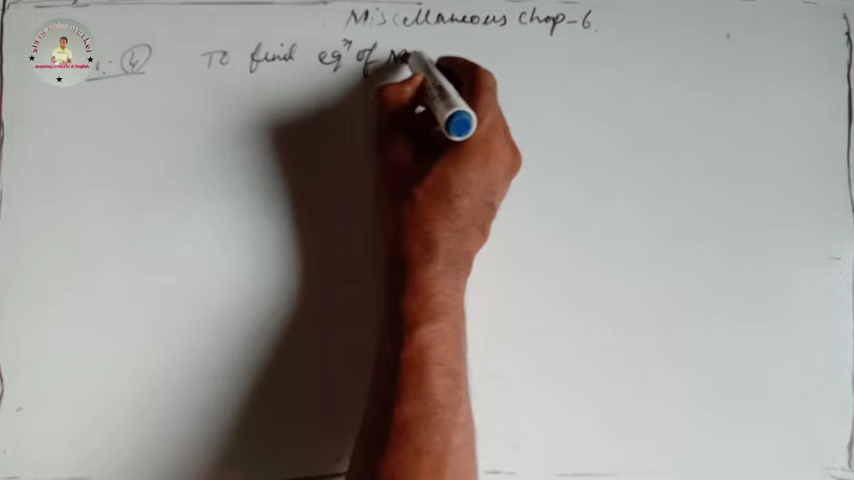 Miscellaneous Chap-6.
④ To find eqⁿ of